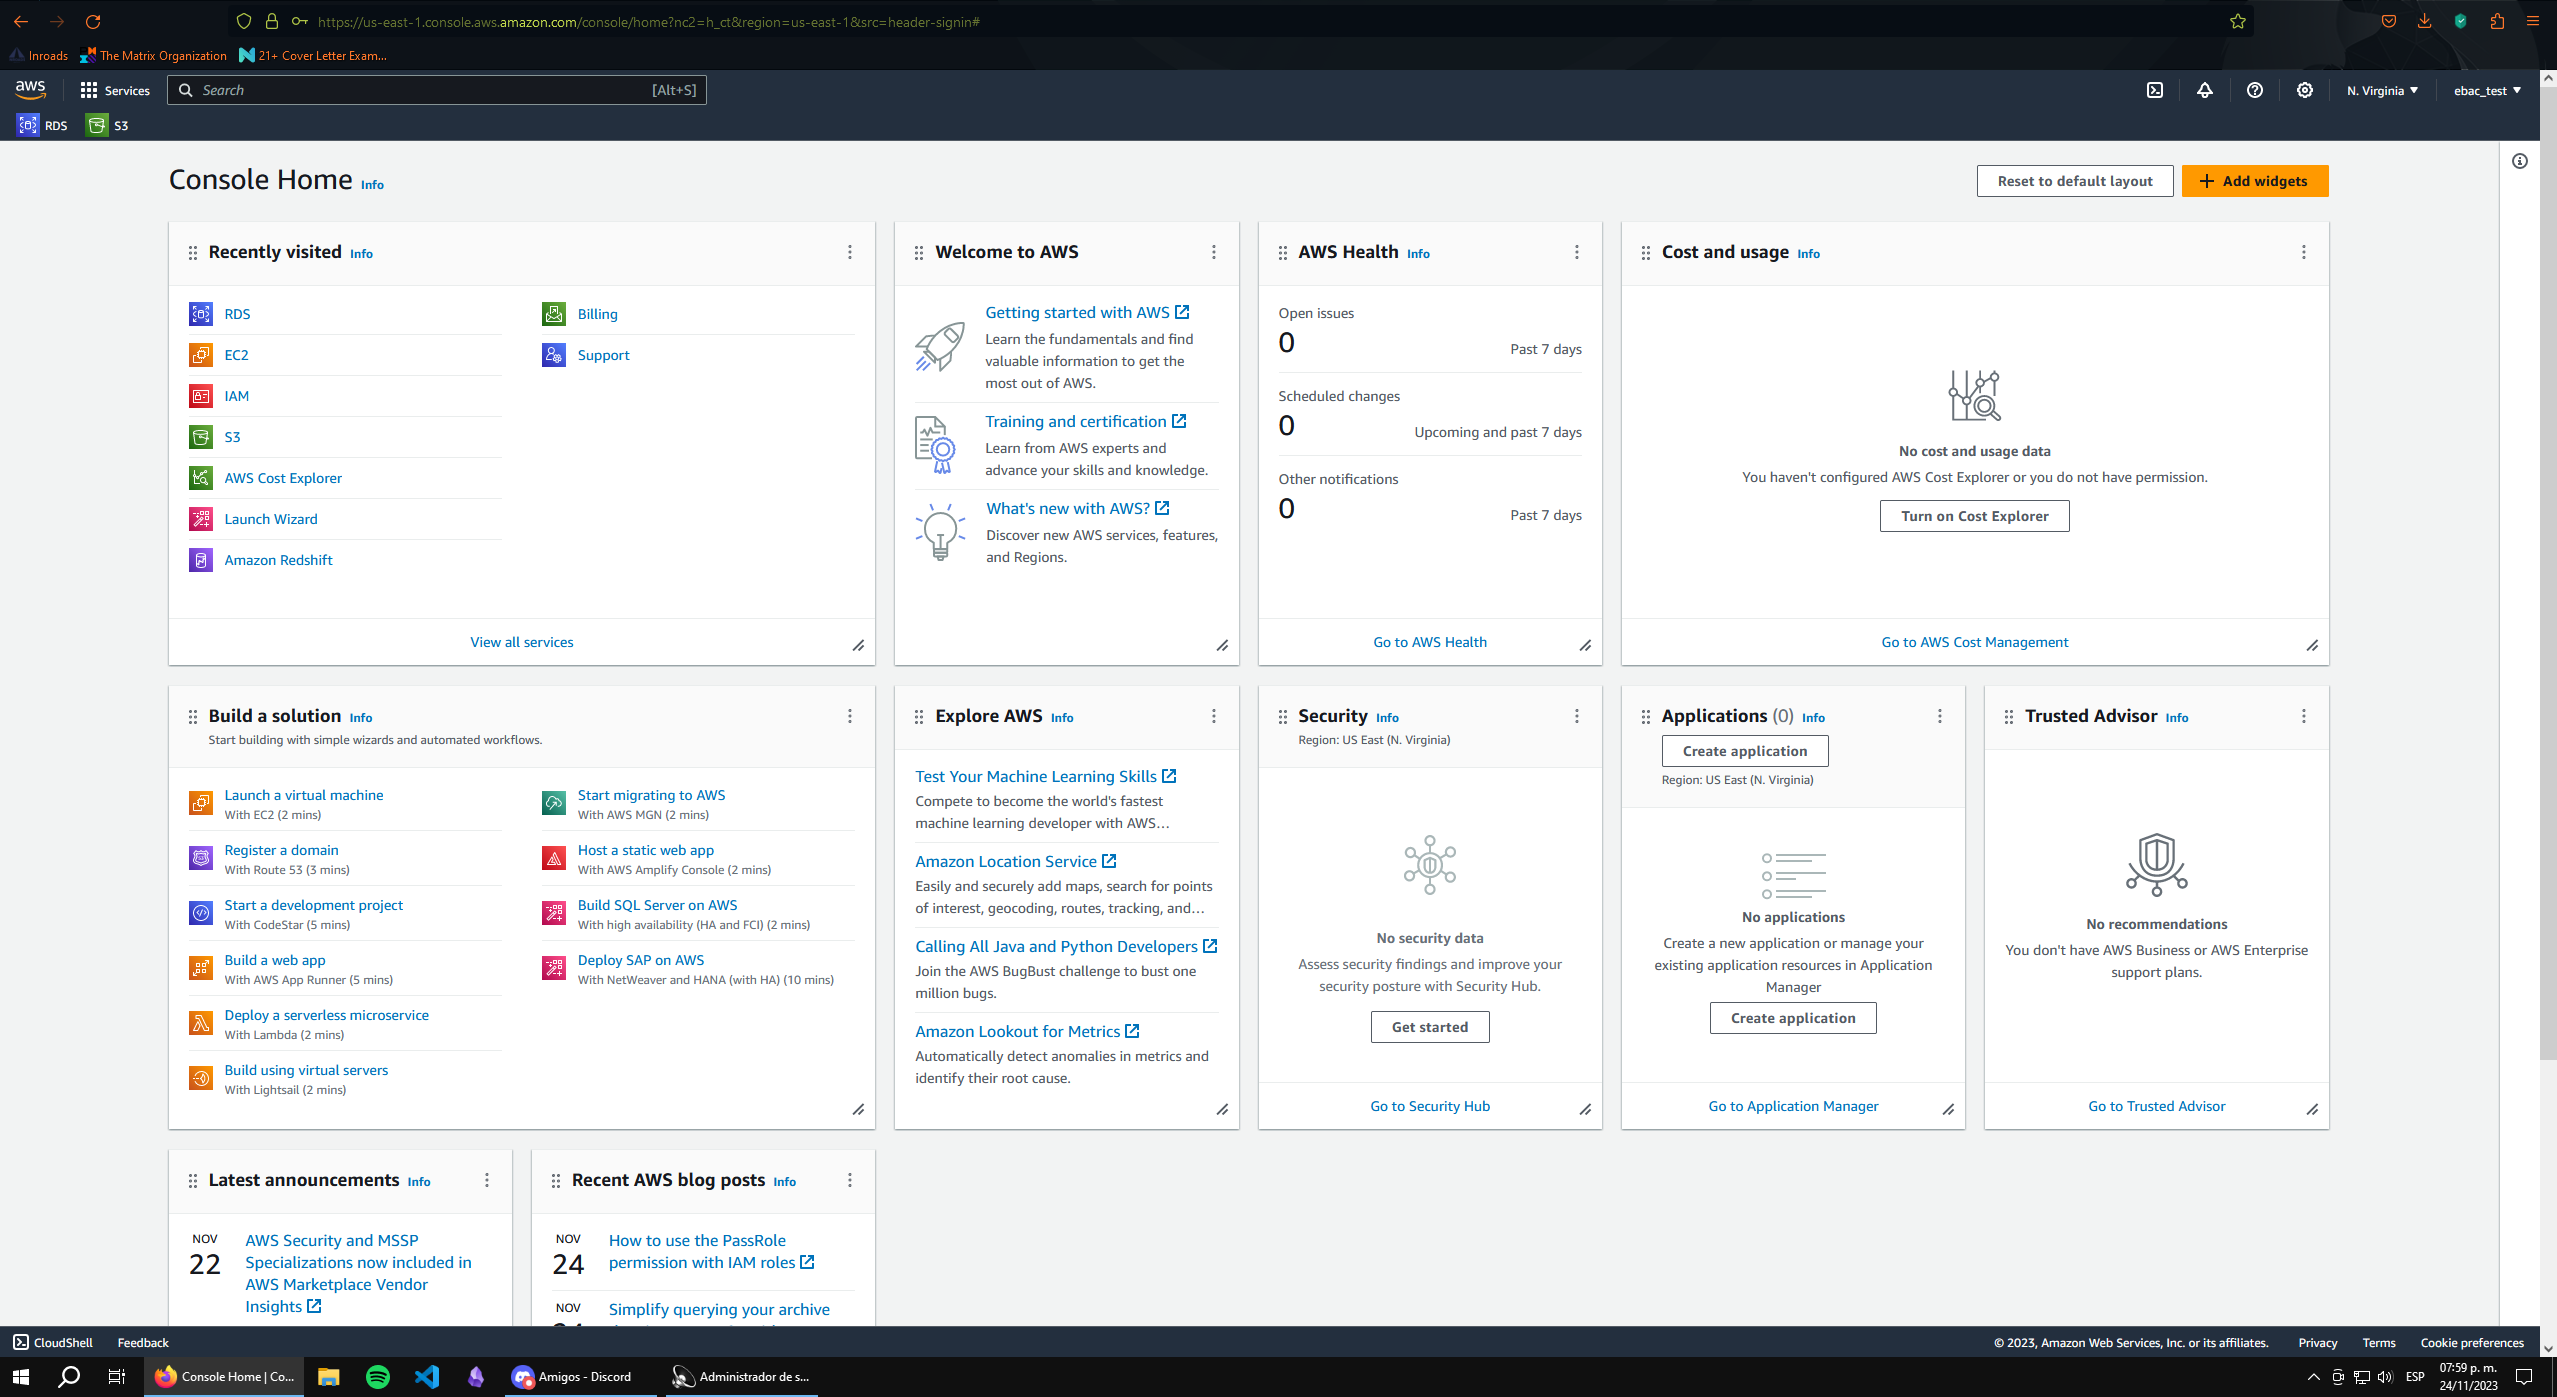 https://us-east-1.console.aws.amazon.com/console/home?nc2=h_ct&region=us-east-1&src=header-signin#
Inroads
The Matrix Organization
21+ Cover Letter Exam...
aws
Services
Search
[Alt+S]
N. Virginia
ebac_test
RDS
S3
Console Home
Info
Reset to default layout
Add widgets
Recently visited Info
RDS
EC2
IAM
S3
AWS Cost Explorer
Launch Wizard
Amazon Redshift
Billing
Support
View all services
Welcome to AWS
Getting started with AWS
Learn the fundamentals and find
valuable information to get the
most out of AWS.
Training and certification
Learn from AWS experts and
advance your skills and knowledge.
What's new with AWS?
Discover new AWS services, features,
and Regions.
AWS Health Info
Open issues
0
Past 7 days
Scheduled changes
0
Upcoming and past 7 days
Other notifications
0
Past 7 days
Go to AWS Health
Cost and usage Info
No cost and usage data
You haven't configured AWS Cost Explorer or you do not have permission.
Turn on Cost Explorer
Go to AWS Cost Management
Build a solution Info
Start building with simple wizards and automated workflows.
Launch a virtual machine
With EC2 (2 mins)
Register a domain
With Route 53 (3 mins)
Start a development project
With CodeStar (5 mins)
Build a web app
With AWS App Runner (5 mins)
Deploy a serverless microservice
With Lambda (2 mins)
Build using virtual servers
With Lightsail (2 mins)
Start migrating to AWS
With AWS MGN (2 mins)
Host a static web app
With AWS Amplify Console (2 mins)
Build SQL Server on AWS
With high availability (HA and FCI) (2 mins)
Deploy SAP on AWS
With NetWeaver and HANA (with HA) (10 mins)
Explore AWS Info
Test Your Machine Learning Skills
Compete to become the world's fastest
machine learning developer with AWS…
Amazon Location Service
Easily and securely add maps, search for points
of interest, geocoding, routes, tracking, and…
Calling All Java and Python Developers
Join the AWS BugBust challenge to bust one
million bugs.
Amazon Lookout for Metrics
Automatically detect anomalies in metrics and
identify their root cause.
Security Info
Region: US East (N. Virginia)
No security data
Assess security findings and improve your
security posture with Security Hub.
Get started
Go to Security Hub
Applications (0) Info
Create application
Region: US East (N. Virginia)
No applications
Create a new application or manage your
existing application resources in Application
Manager
Create application
Go to Application Manager
Trusted Advisor Info
No recommendations
You don't have AWS Business or AWS Enterprise
support plans.
Go to Trusted Advisor
Latest announcements Info
NOV
22
AWS Security and MSSP
Specializations now included in
AWS Marketplace Vendor
Insights
Recent AWS blog posts Info
NOV
24
How to use the PassRole
permission with IAM roles
NOV
Simplify querying your archive
CloudShell
Feedback
© 2023, Amazon Web Services, Inc. or its affiliates.
Privacy
Terms
Cookie preferences
Console Home | Co...
Amigos - Discord
Administrador de s...
ESP
07:59 p. m.
24/11/2023